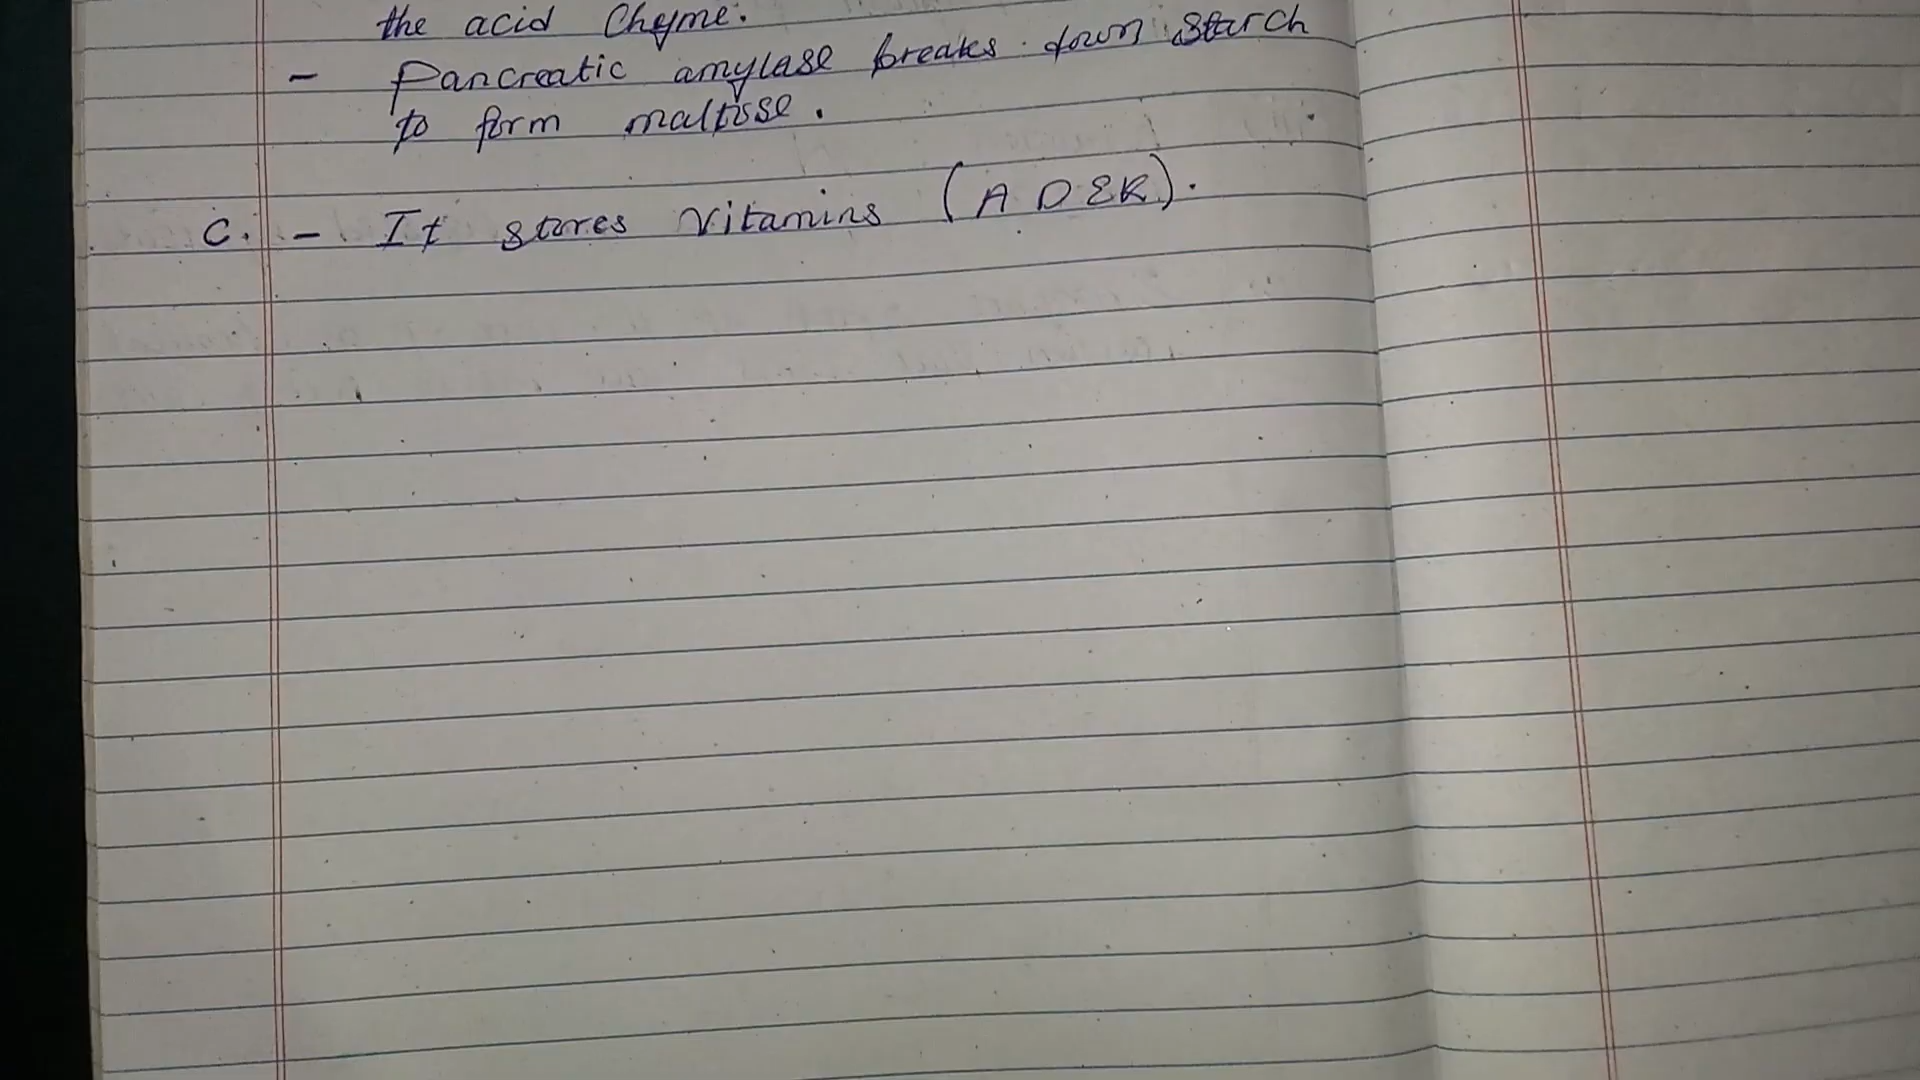 the acid Chyme.
- Pancreatic amylase breaks down starch
to form maltose.
C. - It stores vitamins (A D E K).